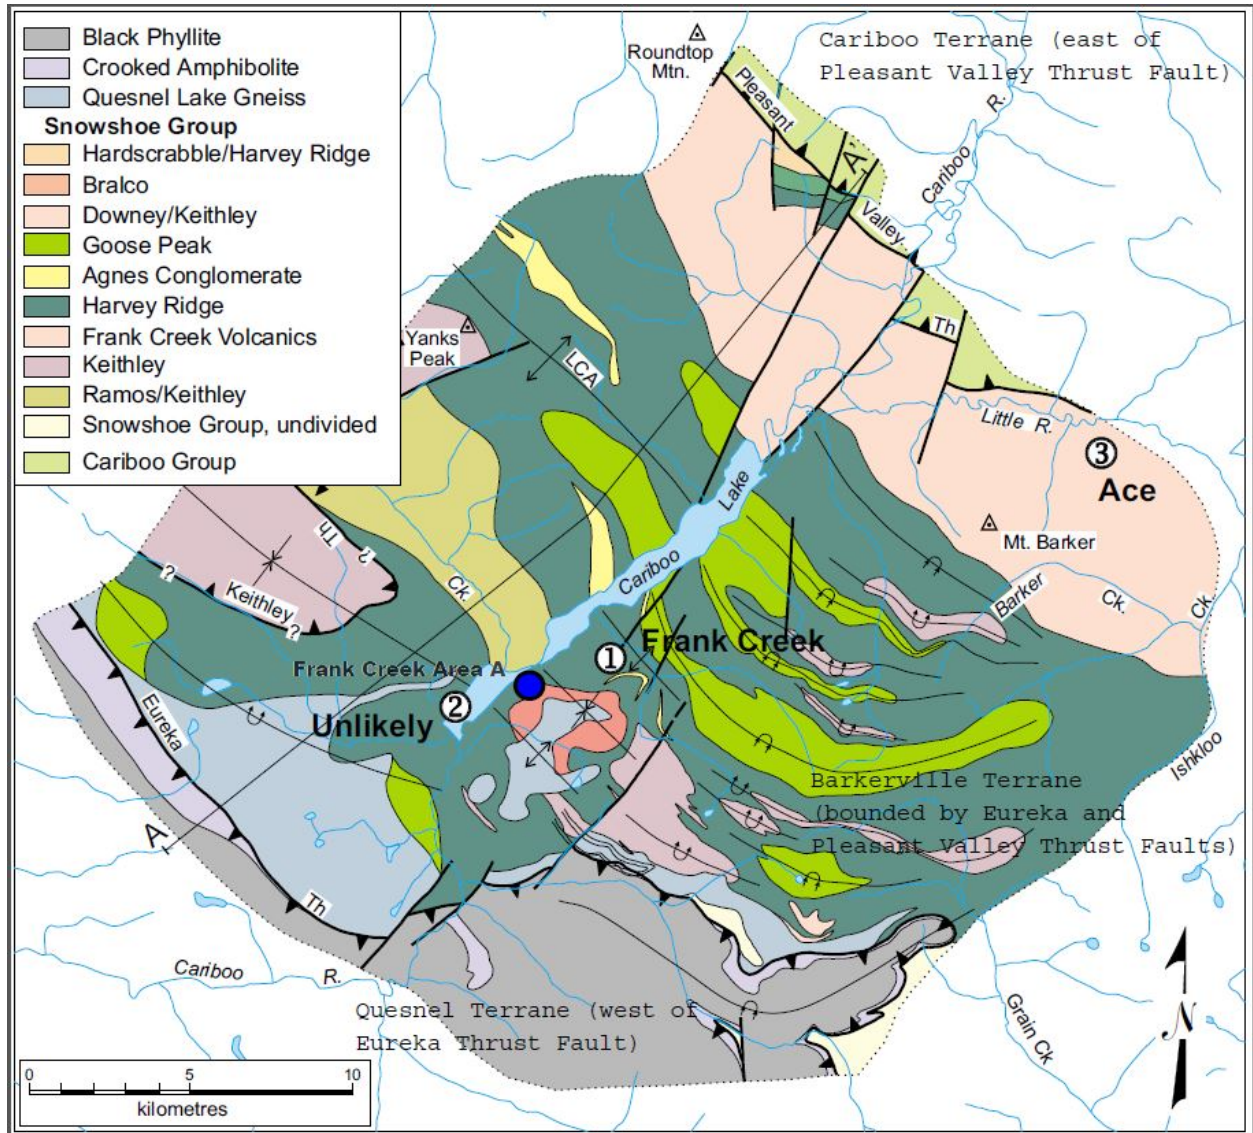 Black Phyllite
Crooked Amphibolite
Quesnel Lake Gneiss
Snowshoe Group
Hardscrabble/Harvey Ridge
Bralco
Downey/Keithley
Goose Peak
Agnes Conglomerate
Harvey Ridge
Frank Creek Volcanics
Keithley
Ramos/Keithley
Snowshoe Group, undivided
Cariboo Group
Roundtop
Mtn.
Cariboo Terrane (east of
Pleasant Valley Thrust Fault)
Pleasant
A'
Valley
Cariboo
R.
Th
Yanks
Peak
LCA
Little R.
3
Ace
Mt. Barker
Lake
Cariboo
Barker
Ck.
Ck.
Th
?
?
Keithley
?
Ck.
Frank Creek
1
Frank Creek Area A
2
Unlikely
Eureka
Ishkloo
Barkerville Terrane
(bounded by Eureka and
Pleasant Valley Thrust Faults)
A
Th
Cariboo
R.
Quesnel Terrane (west of
Eureka Thrust Fault)
Grain Ck
N
0 5 10
kilometres